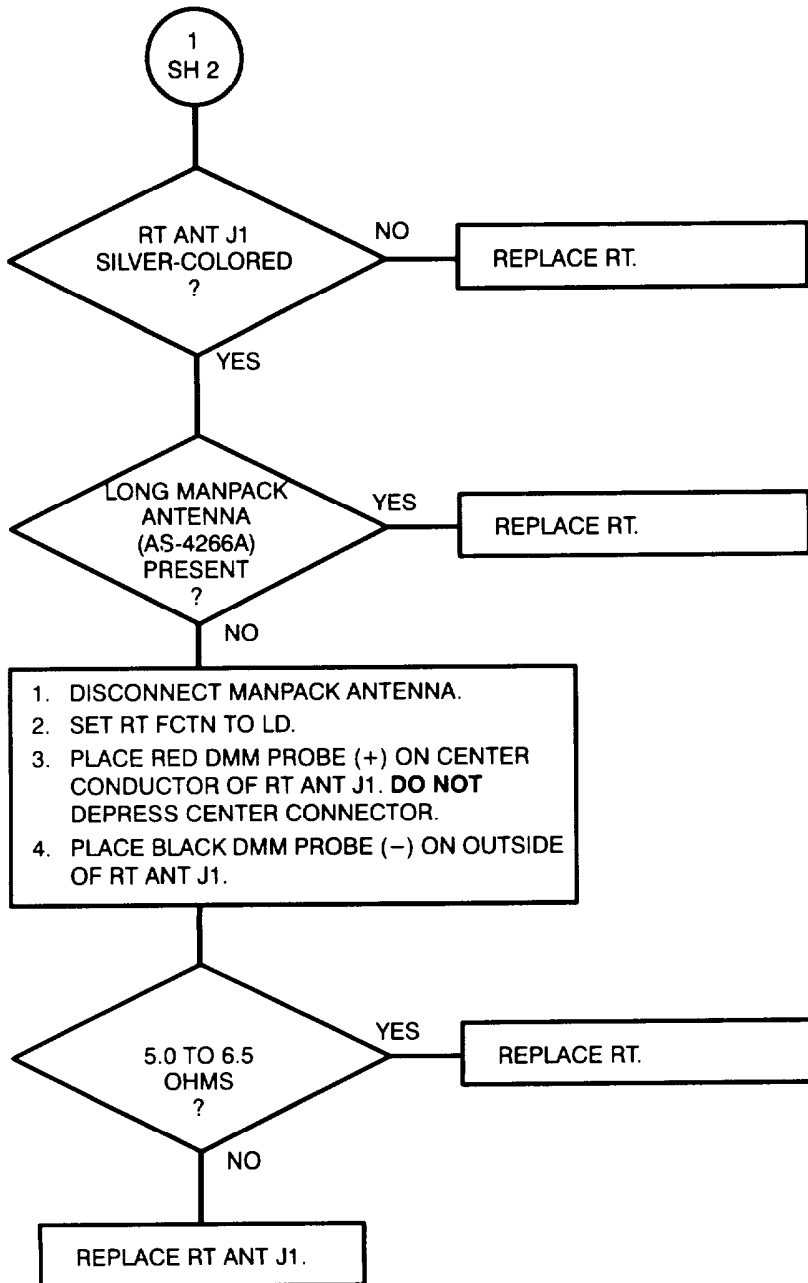 1
SH 2
RT ANT J1
SILVER-COLORED
?
NO
REPLACE RT.
YES
LONG MANPACK
ANTENNA
(AS-4266A)
PRESENT
?
YES
REPLACE RT.
NO
1. DISCONNECT MANPACK ANTENNA.
2. SET RT FCTN TO LD.
3. PLACE RED DMM PROBE (+) ON CENTER
CONDUCTOR OF RT ANT J1. DO NOT
DEPRESS CENTER CONNECTOR.
4. PLACE BLACK DMM PROBE (−) ON OUTSIDE
OF RT ANT J1.
5.0 TO 6.5
OHMS
?
YES
REPLACE RT.
NO
REPLACE RT ANT J1.